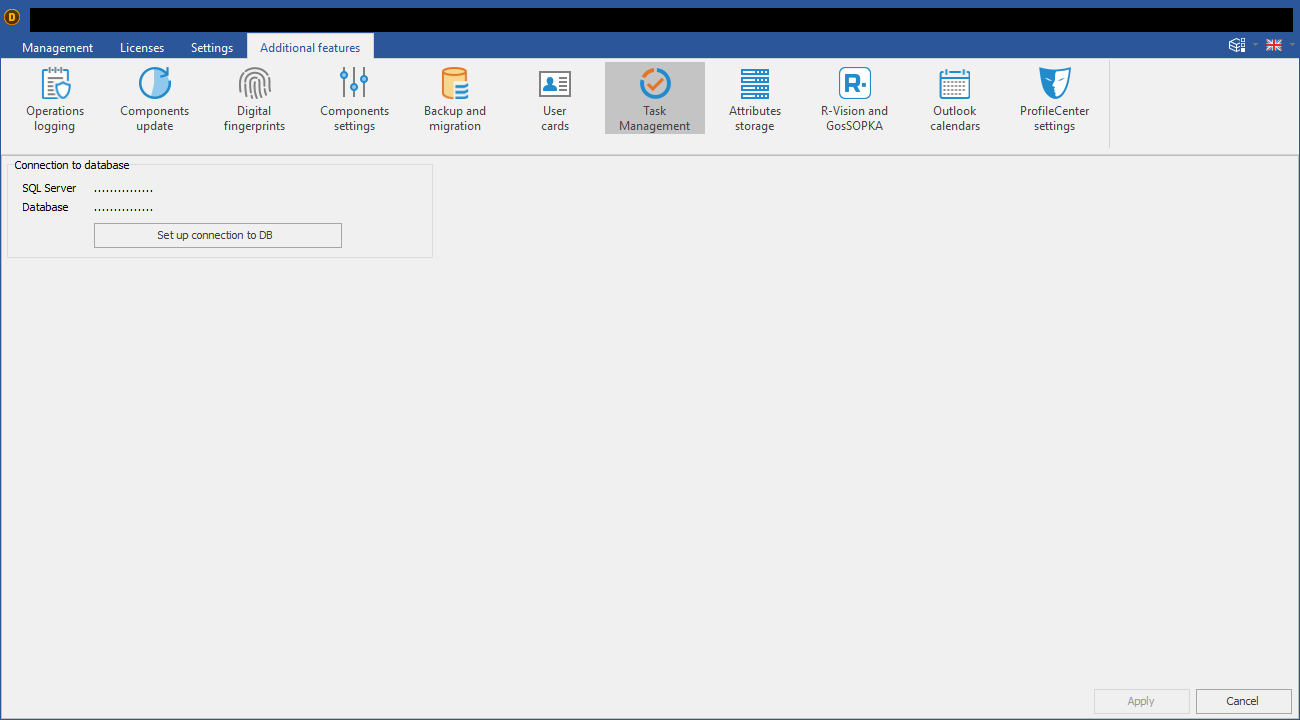 D
Management Licenses Settings Additional features
Operations logging
Components update
Digital fingerprints
Components settings
Backup and migration
User cards
Task Management
Attributes storage
R-Vision and GosSOPKA
Outlook calendars
ProfileCenter settings
Connection to database
SQL Server ...............
Database ...............
Set up connection to DB
Apply Cancel